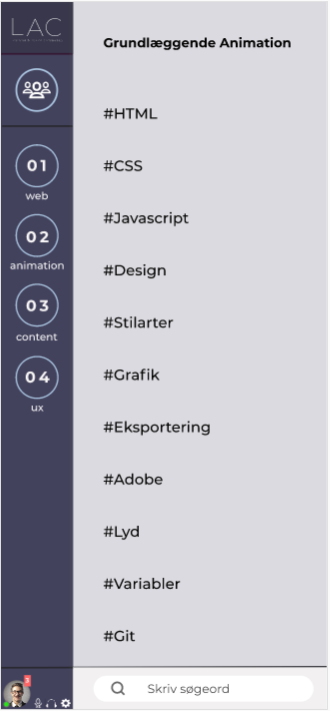 LAC
Grundlæggende Animation
#HTML
#CSS
#Javascript
#Design
#Stilarter
#Grafik
#Eksportering
#Adobe
#Lyd
#Variabler
#Git
01
web
02
animation
03
content
04
ux
3
Skriv søgeord